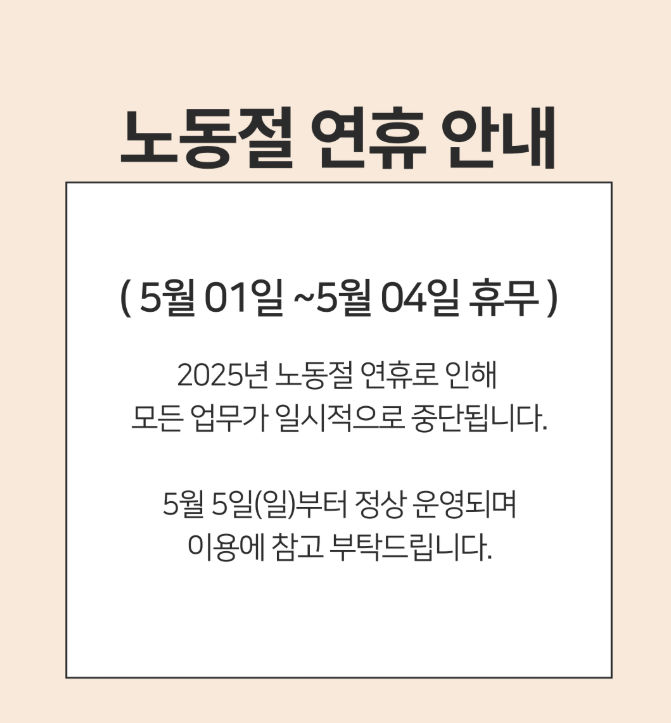 노동절 연휴 안내
( 5월 01일 ~5월 04일 휴무 )
2025년 노동절 연휴로 인해
모든 업무가 일시적으로 중단됩니다.
5월 5일(일)부터 정상 운영되며
이용에 참고 부탁드립니다.